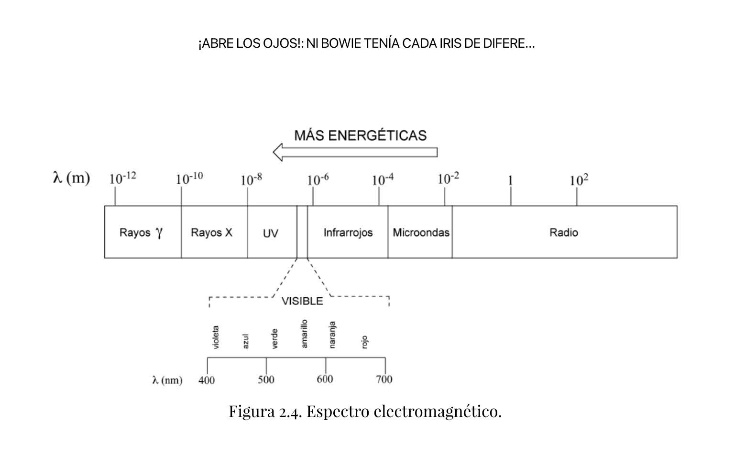 ¡ABRE LOS OJOS!: NI BOWIE TENÍA CADA IRIS DE DIFERE...
MÁS ENERGÉTICAS
λ (m) 10⁻¹² 10⁻¹⁰ 10⁻⁸ 10⁻⁶ 10⁻⁴ 10⁻² 1 10²
Rayos γ Rayos X UV Infrarrojos Microondas Radio
VISIBLE
violeta azul verde amarillo naranja rojo
λ (nm) 400 500 600 700
Figura 2.4. Espectro electromagnético.